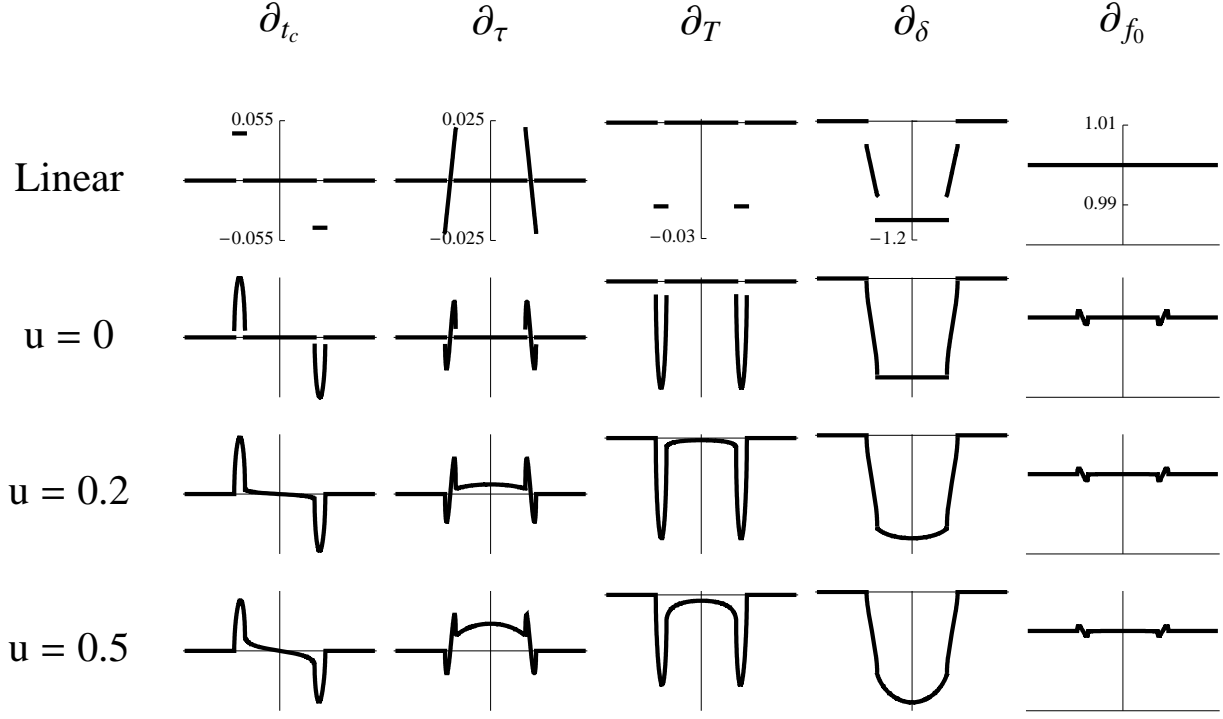 ∂_{t_c} ∂_τ ∂_T ∂_δ ∂_{f_0}
0.055 0.025 1.01
Linear
0.99
−0.055 −0.025 −0.03 −1.2
u = 0
u = 0.2
u = 0.5